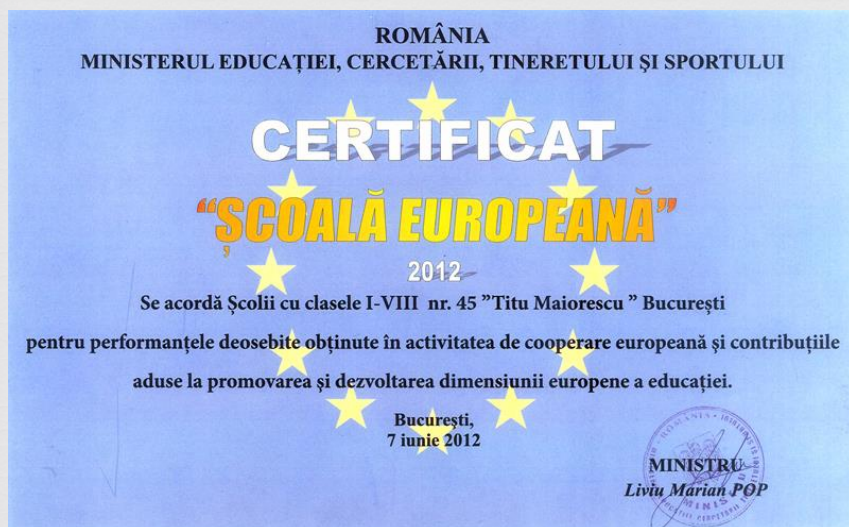 ROMÂNIA
MINISTERUL EDUCAȚIEI, CERCETĂRII, TINERETULUI ȘI SPORTULUI
CERTIFICAT
“ȘCOALĂ EUROPEANĂ”
2012
Se acordă Școlii cu clasele I-VIII nr. 45 ”Titu Maiorescu ” București
pentru performanțele deosebite obținute în activitatea de cooperare europeană și contribuțiile
aduse la promovarea și dezvoltarea dimensiunii europene a educației.
București,
7 iunie 2012
MINISTRU
Liviu Marian POP